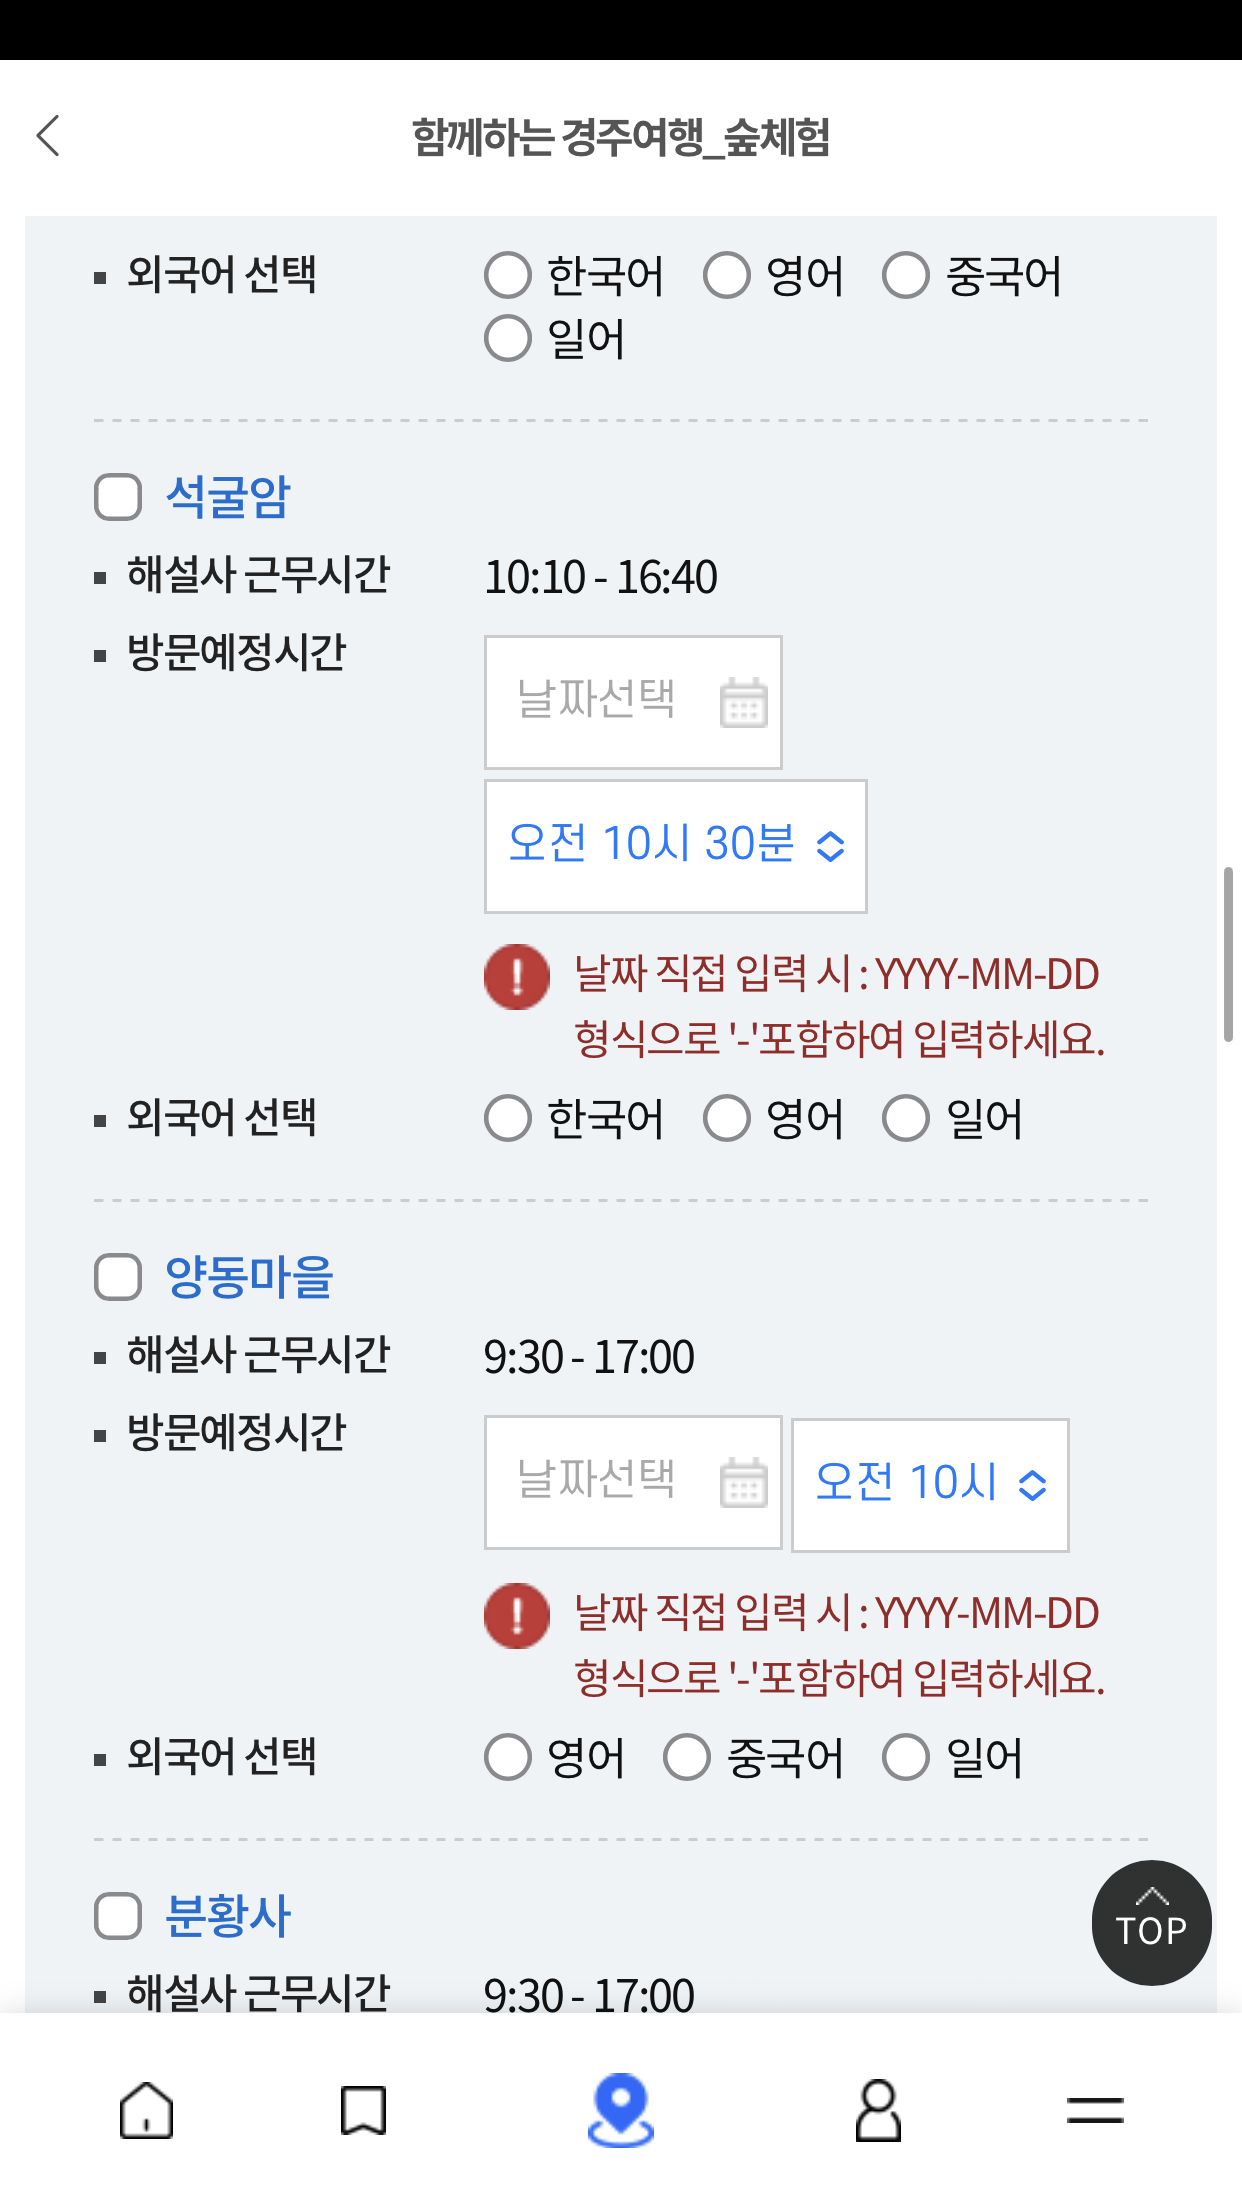 함께하는 경주여행_숲체험
외국어 선택 한국어 영어 중국어
일어
석굴암
해설사 근무시간 10:10 - 16:40
방문예정시간 날짜선택
오전 10시 30분
날짜 직접 입력 시 : YYYY-MM-DD
형식으로 '-'포함하여 입력하세요.
외국어 선택 한국어 영어 일어
양동마을
해설사 근무시간 9:30 - 17:00
방문예정시간 날짜선택 오전 10시
날짜 직접 입력 시 : YYYY-MM-DD
형식으로 '-'포함하여 입력하세요.
외국어 선택 영어 중국어 일어
분황사
TOP
해설사 근무시간 9:30 - 17:00